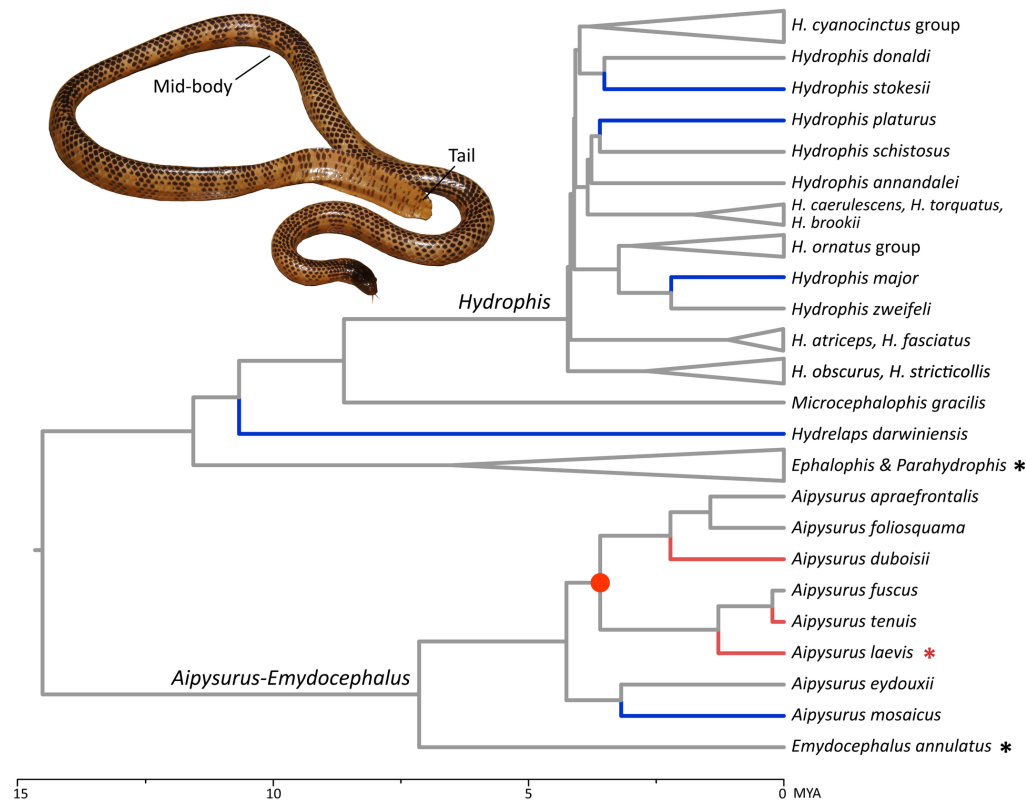 Mid-body
Tail
H. cyanocinctus group
Hydrophis donaldi
Hydrophis stokesii
Hydrophis platurus
Hydrophis schistosus
Hydrophis annandalei
H. caerulescens, H. torquatus,
H. brookii
H. ornatus group
Hydrophis major
Hydrophis zweifeli
H. atriceps, H. fasciatus
H. obscurus, H. stricticollis
Microcephalophis gracilis
Hydrelaps darwiniensis
Ephalophis & Parahydrophis *
Aipysurus apraefrontalis
Aipysurus foliosquama
Aipysurus duboisii
Aipysurus fuscus
Aipysurus tenuis
Aipysurus laevis *
Aipysurus eydouxii
Aipysurus mosaicus
Emydocephalus annulatus *
Hydrophis
Aipysurus-Emydocephalus
15 10 5 0 MYA